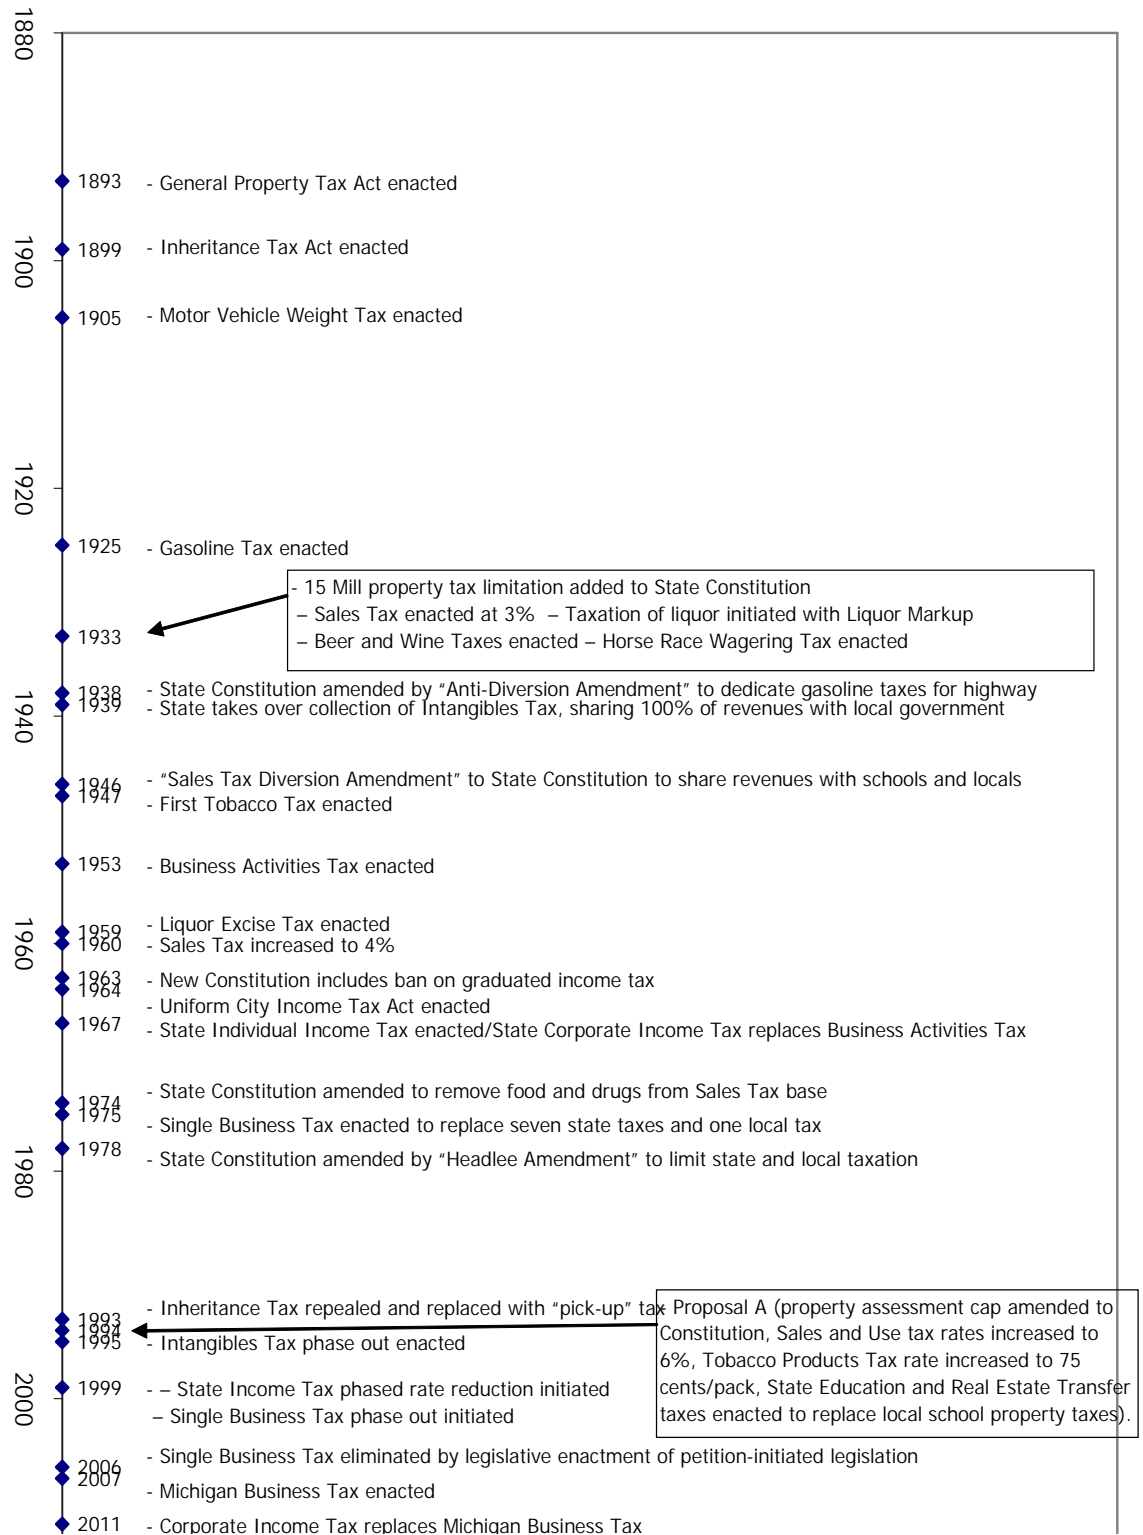 1880
1893 - General Property Tax Act enacted
1899 - Inheritance Tax Act enacted
1900
1905 - Motor Vehicle Weight Tax enacted
1920
1925 - Gasoline Tax enacted
- 15 Mill property tax limitation added to State Constitution
– Sales Tax enacted at 3% – Taxation of liquor initiated with Liquor Markup
1933
– Beer and Wine Taxes enacted – Horse Race Wagering Tax enacted
1938 - State Constitution amended by “Anti-Diversion Amendment” to dedicate gasoline taxes for highway
1939 - State takes over collection of Intangibles Tax, sharing 100% of revenues with local government
1940
1946 - “Sales Tax Diversion Amendment” to State Constitution to share revenues with schools and locals
1947 - First Tobacco Tax enacted
1953 - Business Activities Tax enacted
1959 - Liquor Excise Tax enacted
1960
1960 - Sales Tax increased to 4%
1963 - New Constitution includes ban on graduated income tax
1964 - Uniform City Income Tax Act enacted
1967 - State Individual Income Tax enacted/State Corporate Income Tax replaces Business Activities Tax
1974 - State Constitution amended to remove food and drugs from Sales Tax base
1975 - Single Business Tax enacted to replace seven state taxes and one local tax
1978 - State Constitution amended by “Headlee Amendment” to limit state and local taxation
1980
1993 - Inheritance Tax repealed and replaced with “pick-up” tax
1994
- Proposal A (property assessment cap amended to
Constitution, Sales and Use tax rates increased to
6%, Tobacco Products Tax rate increased to 75
cents/pack, State Education and Real Estate Transfer
taxes enacted to replace local school property taxes).
1995 - Intangibles Tax phase out enacted
1999 - – State Income Tax phased rate reduction initiated
– Single Business Tax phase out initiated
2000
2006 - Single Business Tax eliminated by legislative enactment of petition-initiated legislation
2007 - Michigan Business Tax enacted
2011 - Corporate Income Tax replaces Michigan Business Tax